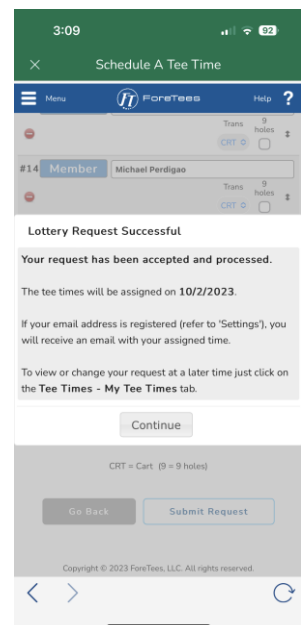 3:09
92
× Schedule A Tee Time
Menu
FT ForeTees
Help ?
Trans 9 holes
CRT
#14 Member Michael Perdigao
Trans 9 holes
CRT
Lottery Request Successful
Your request has been accepted and processed.
The tee times will be assigned on 10/2/2023.
If your email address is registered (refer to 'Settings'), you
will receive an email with your assigned time.
To view or change your request at a later time just click on
the Tee Times - My Tee Times tab.
Continue
CRT = Cart (9 = 9 holes)
Go Back Submit Request
Copyright © 2023 ForeTees, LLC. All rights reserved.